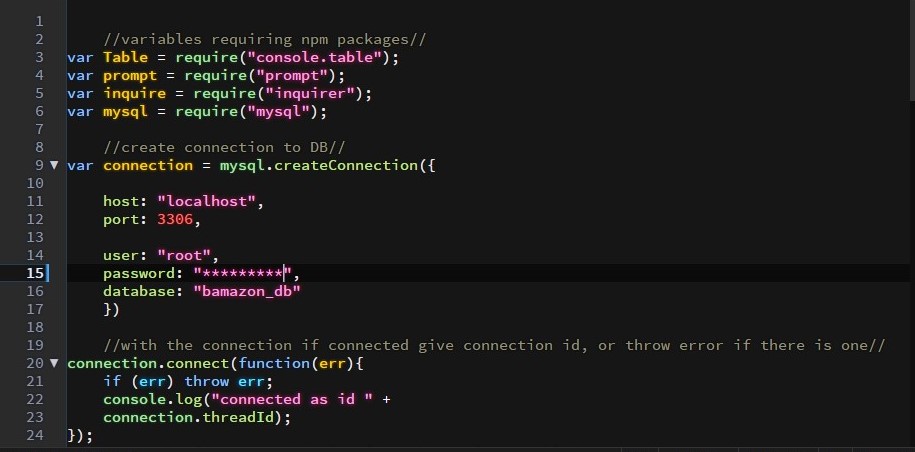 1
2 //variables requiring npm packages//
3 var Table = require("console.table");
4 var prompt = require("prompt");
5 var inquire = require("inquirer");
6 var mysql = require("mysql");
7
8 //create connection to DB//
9 var connection = mysql.createConnection({
10
11 host: "localhost",
12 port: 3306,
13
14 user: "root",
15 password: "*********",
16 database: "bamazon_db"
17 })
18
19 //with the connection if connected give connection id, or throw error if there is one//
20 connection.connect(function(err){
21 if (err) throw err;
22 console.log("connected as id " +
23 connection.threadId);
24 });